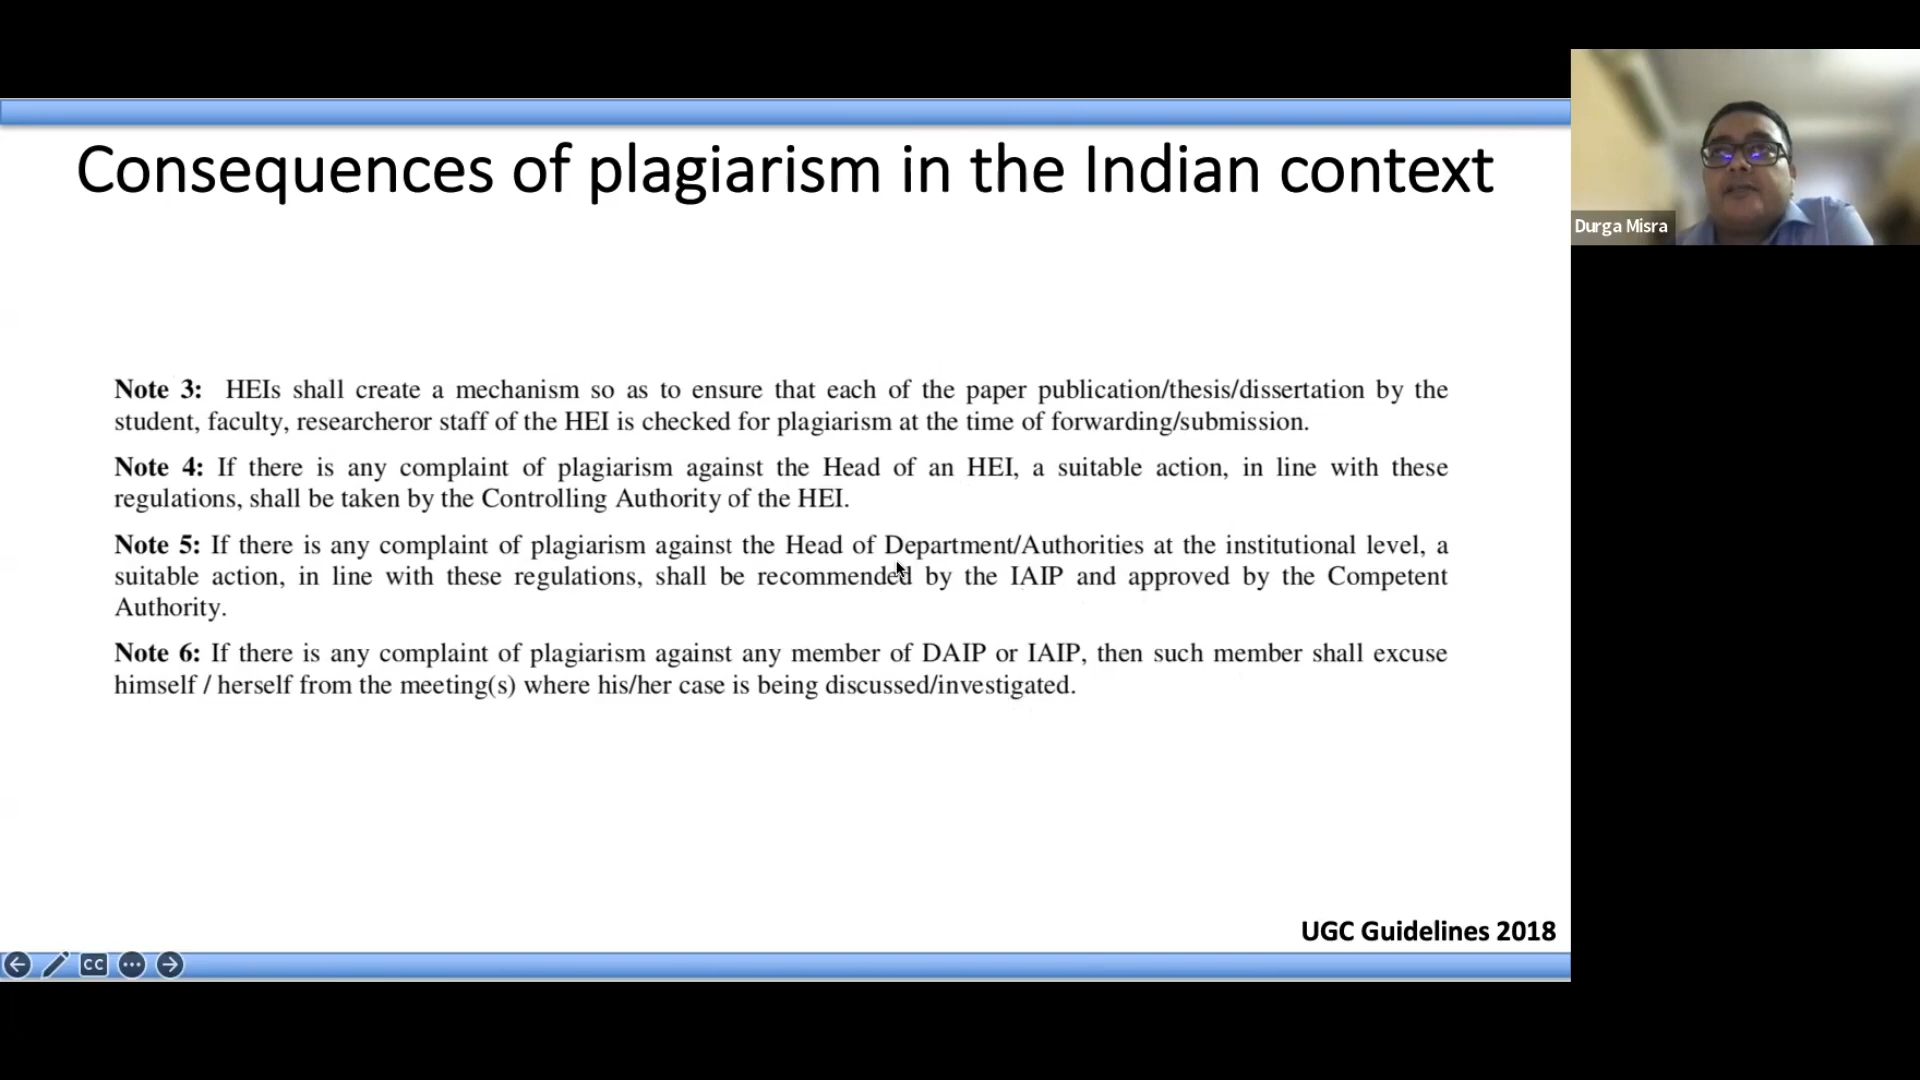 Consequences of plagiarism in the Indian context
Durga Misra
Note 3: HEIs shall create a mechanism so as to ensure that each of the paper publication/thesis/dissertation by the
student, faculty, researcheror staff of the HEI is checked for plagiarism at the time of forwarding/submission.
Note 4: If there is any complaint of plagiarism against the Head of an HEI, a suitable action, in line with these
regulations, shall be taken by the Controlling Authority of the HEI.
Note 5: If there is any complaint of plagiarism against the Head of Department/Authorities at the institutional level, a
suitable action, in line with these regulations, shall be recommended by the IAIP and approved by the Competent
Authority.
Note 6: If there is any complaint of plagiarism against any member of DAIP or IAIP, then such member shall excuse
himself / herself from the meeting(s) where his/her case is being discussed/investigated.
UGC Guidelines 2018
CC